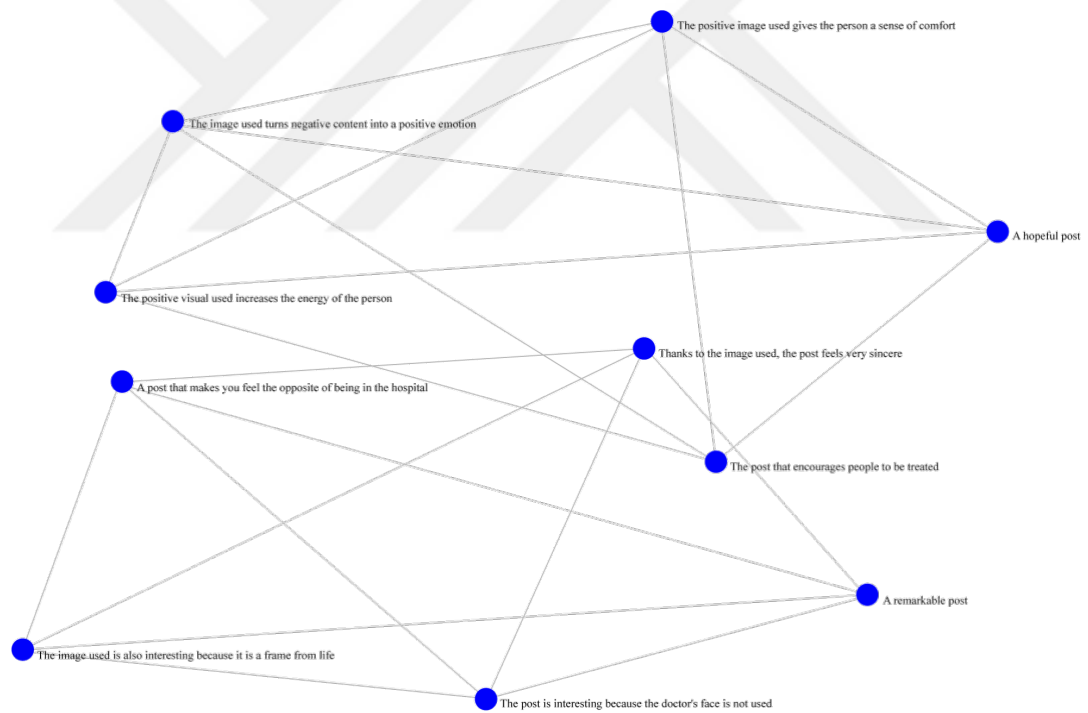 The positive image used gives the person a sense of comfort
The image used turns negative content into a positive emotion
A hopeful post
The positive visual used increases the energy of the person
Thanks to the image used, the post feels very sincere
A post that makes you feel the opposite of being in the hospital
The post that encourages people to be treated
A remarkable post
The image used is also interesting because it is a frame from life
The post is interesting because the doctor's face is not used